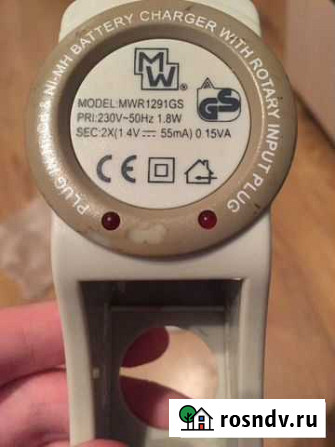 PLUG-IN Ni-Cd & Ni-MH BATTERY CHARGER WITH ROTARY INPUT PLUG
MW
MODEL:MWR1291GS
PRI:230V~50Hz 1.8W
SEC:2X(1.4V⎓ 55mA) 0.15VA
GS
CE
rosndv.ru